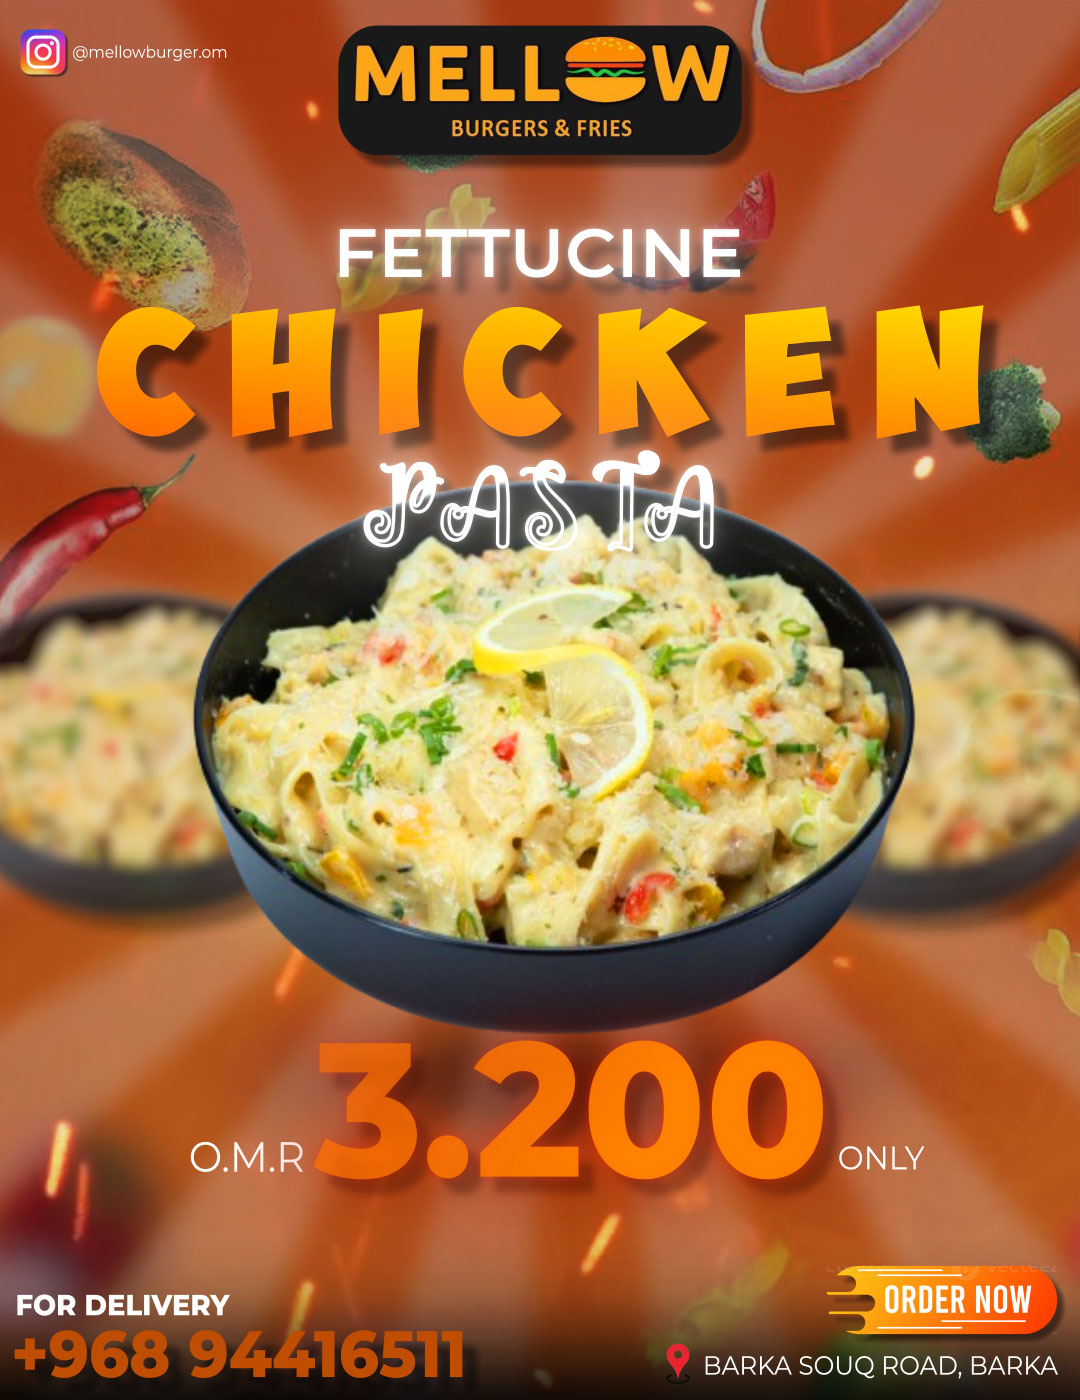 @mellowburger.om
MELLOW
BURGERS & FRIES
FETTUCINE
CHICKEN
PASTA
O.M.R 3.200 ONLY
FOR DELIVERY
+968 94416511
ORDER NOW
BARKA SOUQ ROAD, BARKA